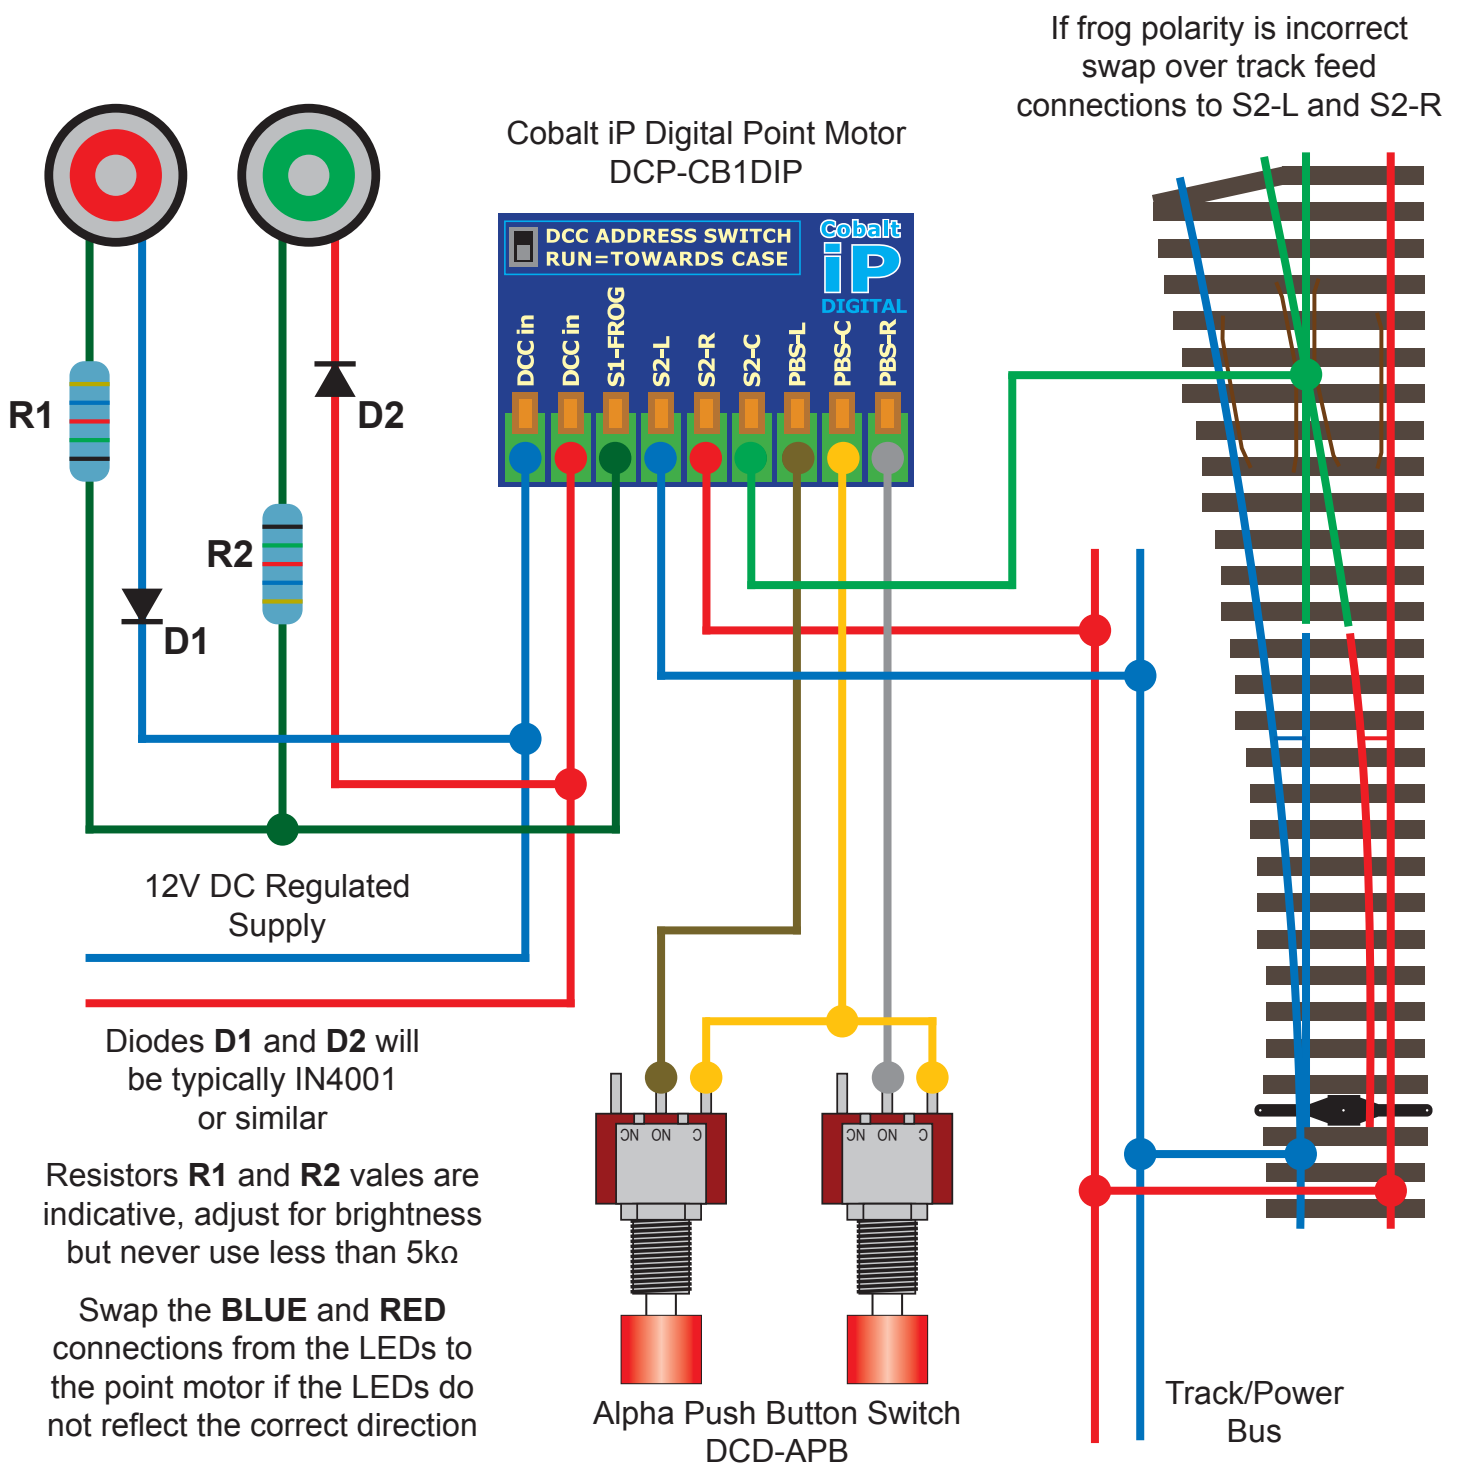 If frog polarity is incorrect
swap over track feed
connections to S2-L and S2-R
Cobalt iP Digital Point Motor
DCP-CB1DIP
DCC ADDRESS SWITCH
RUN=TOWARDS CASE
Cobalt
iP
DIGITAL
DCC in
DCC in
S1-FROG
S2-L
S2-R
S2-C
PBS-L
PBS-C
PBS-R
R1
D2
R2
D1
12V DC Regulated
Supply
Diodes D1 and D2 will
be typically IN4001
or similar
Resistors R1 and R2 vales are
indicative, adjust for brightness
but never use less than 5kΩ
Swap the BLUE and RED
connections from the LEDs to
the point motor if the LEDs do
not reflect the correct direction
NC NO C
NC NO C
Alpha Push Button Switch
DCD-APB
Track/Power
Bus